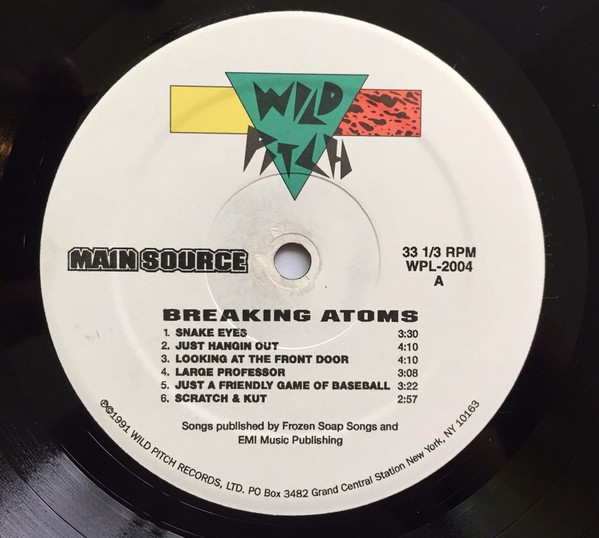 WILD
PITCH
MAIN SOURCE
33 1/3 RPM
WPL-2004
A
BREAKING ATOMS
1. SNAKE EYES 3:30
2. JUST HANGIN OUT 4:10
3. LOOKING AT THE FRONT DOOR 4:10
4. LARGE PROFESSOR 3:08
5. JUST A FRIENDLY GAME OF BASEBALL 3:22
6. SCRATCH & KUT 2:57
Songs published by Frozen Soap Songs and
EMI Music Publishing
℗©1991 WILD PITCH RECORDS, LTD. PO Box 3482 Grand Central Station New York, NY 10163